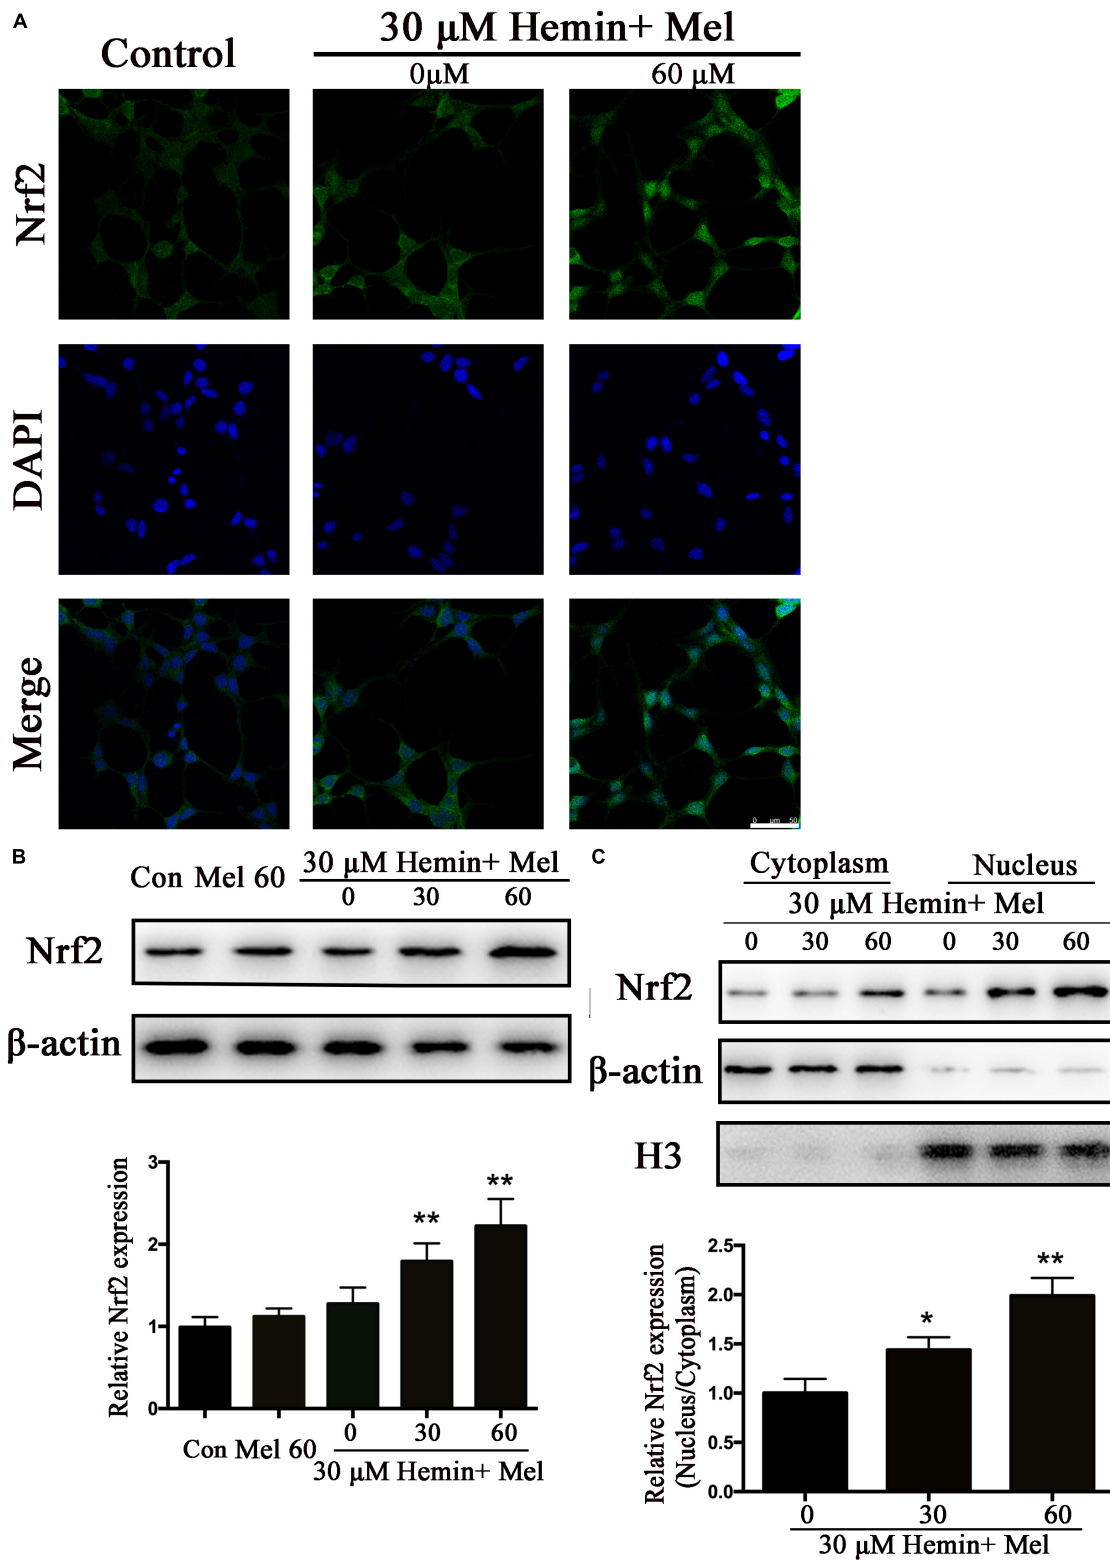 A
Control
30 μM Hemin+ Mel
0μM
60 μM
Nrf2
DAPI
Merge
0 μm 50
B
Con Mel 60
30 μM Hemin+ Mel
0 30 60
Nrf2
β-actin
Relative Nrf2 expression
3
2
1
0
**
**
Con Mel 60
0 30 60
30 μM Hemin+ Mel
C
Cytoplasm Nucleus
30 μM Hemin+ Mel
0 30 60 0 30 60
Nrf2
β-actin
H3
Relative Nrf2 expression
(Nucleus/Cytoplasm)
2.5
2.0
1.5
1.0
0.5
0.0
*
**
0 30 60
30 μM Hemin+ Mel